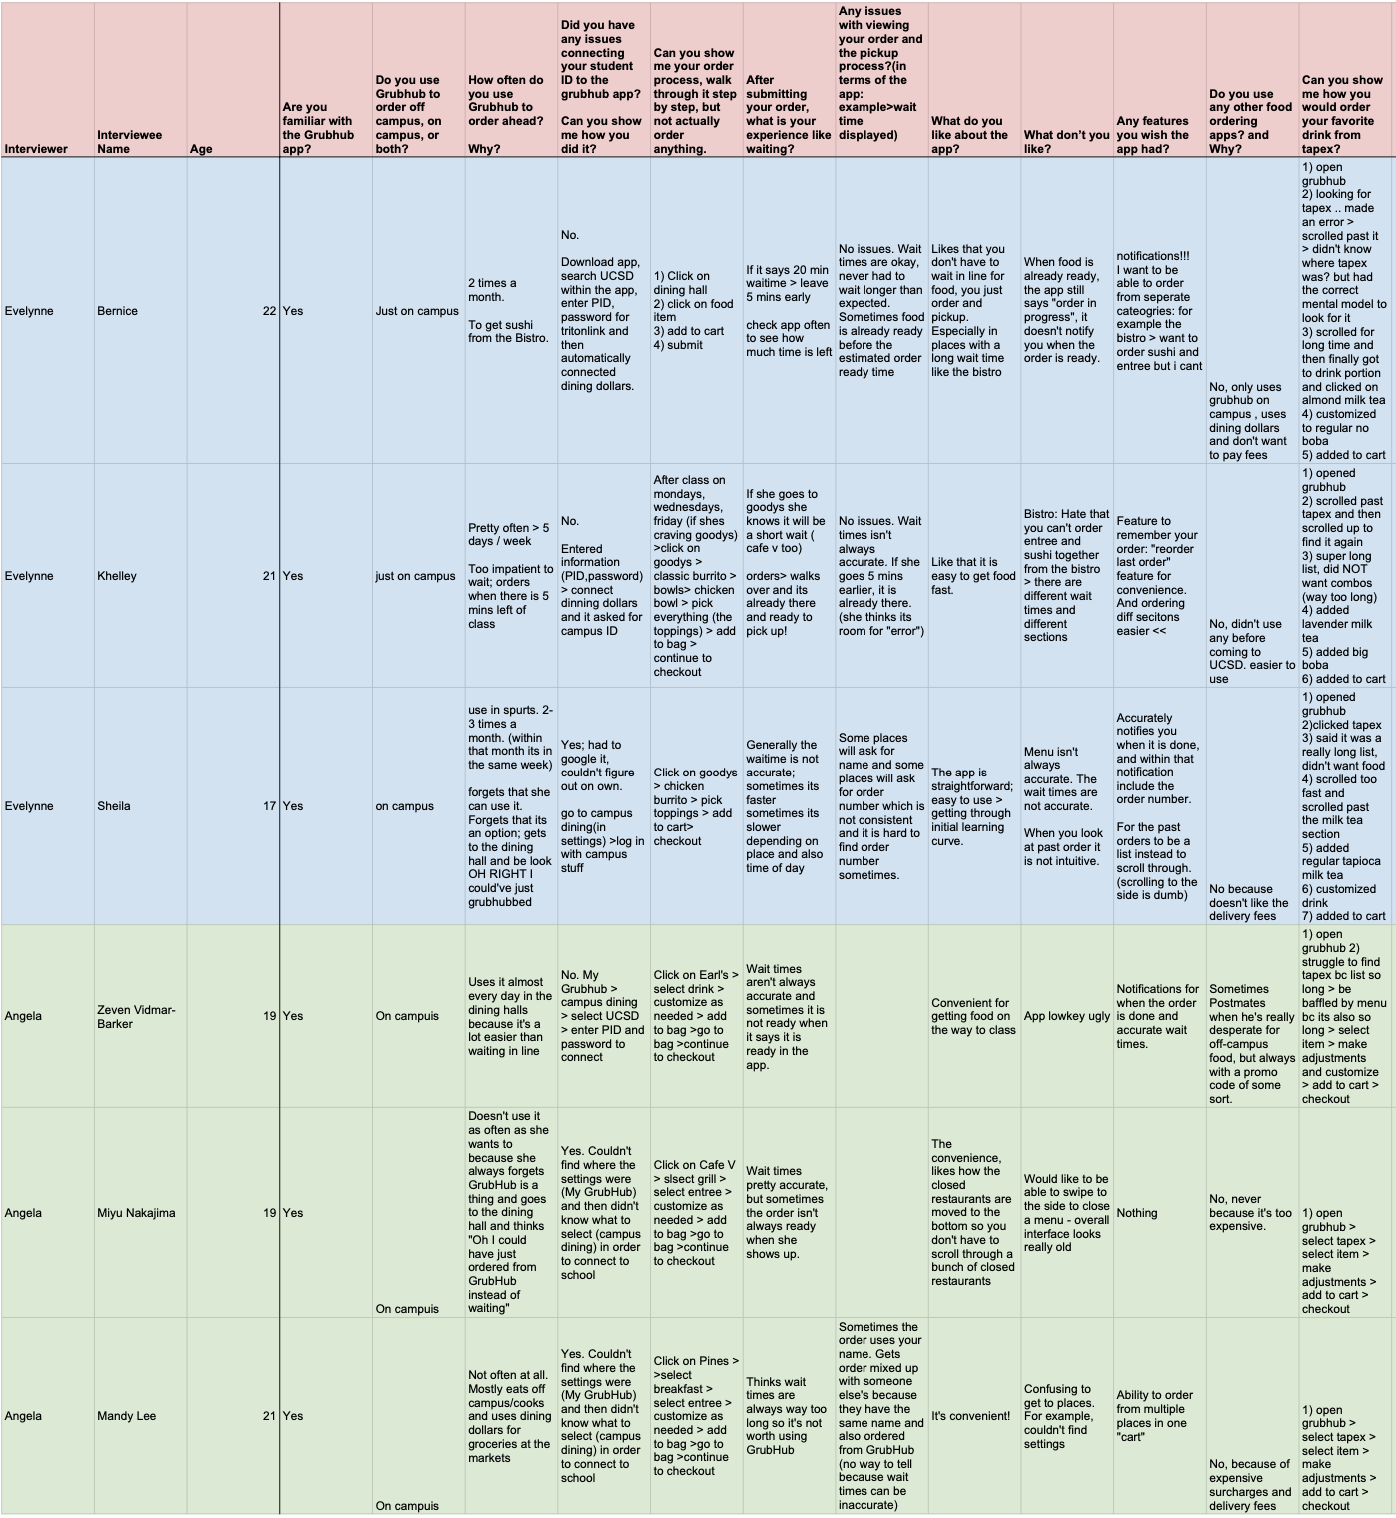 Interviewer
Interviewee
Name
Age
Are you
familiar with
the Grubhub
app?
Do you use
Grubhub to
order off
campus, on
campus, or
both?
How often do
you use
Grubhub to
order ahead?
Why?
Did you have
any issues
connecting
your student
ID to the
grubhub app?
Can you show
me how you
did it?
Can you show
me your order
process, walk
through it step
by step, but
not actually
order
anything.
After
submitting
your order,
what is your
experience like
waiting?
Any issues
with viewing
your order and
the pickup
process?(in
terms of the
app:
example>wait
time
displayed)
What do you
like about the
app?
What don't you
like?
Any features
you wish the
app had?
Do you use
any other food
ordering
apps? and
Why?
Can you show
me how you
would order
your favorite
drink from
tapex?
Evelynne
Bernice
22
Yes
Just on campus
2 times a
month.
To get sushi
from the Bistro.
No.
Download app,
search UCSD
within the app,
enter PID,
password for
tritonlink and
then
automatically
connected
dining dollars.
1) Click on
dining hall
2) click on food
item
3) add to cart
4) submit
If it says 20 min
waitime > leave
5 mins early
check app often
to see how
much time is left
No issues. Wait
times are okay,
never had to
wait longer than
expected.
Sometimes food
is already ready
before the
estimated order
ready time
Likes that you
don't have to
wait in line for
food, you just
order and
pickup.
Especially in
places with a
long wait time
like the bistro
When food is
already ready,
the app still
says "order in
progress", it
doesn't notify
you when the
order is ready.
notifications!!!
I want to be
able to order
from seperate
cateogries: for
example the
bistro > want to
order sushi and
entree but i cant
No, only uses
grubhub on
campus , uses
dining dollars
and don't want
to pay fees
1) open
grubhub
2) looking for
tapex .. made
an error >
scrolled past it
> didn't know
where tapex
was? but had
the correct
mental model to
look for it
3) scrolled for
long time and
then finally got
to drink portion
and clicked on
almond milk tea
4) customized
to regular no
boba
5) added to cart
Evelynne
Khelley
21
Yes
just on campus
Pretty often > 5
days / week
Too impatient to
wait; orders
when there is 5
mins left of
class
No.
Entered
information
(PID,password)
> connect
dinning dollars
and it asked for
campus ID
After class on
mondays,
wednesdays,
friday (if shes
craving goodys)
>click on
goodys >
classic burrito >
bowls> chicken
bowl > pick
everything (the
toppings) > add
to bag >
continue to
checkout
If she goes to
goodys she
knows it will be
a short wait (
cafe v too)
orders> walks
over and its
already there
and ready to
pick up!
No issues. Wait
times isn't
always
accurate. If she
goes 5 mins
earlier, it is
already there.
(she thinks its
room for "error")
Like that it is
easy to get food
fast.
Bistro: Hate that
you can't order
entree and
sushi together
from the bistro
> there are
different wait
times and
different
sections
Feature to
remember your
order: "reorder
last order"
feature for
convenience.
And ordering
diff secitons
easier <<
No, didn't use
any before
coming to
UCSD. easier to
use
1) opened
grubhub
2) scrolled past
tapex and then
scrolled up to
find it again
3) super long
list, did NOT
want combos
(way too long)
4) added
lavender milk
tea
5) added big
boba
6) added to cart
Evelynne
Sheila
17
Yes
on campus
use in spurts. 2-
3 times a
month. (within
that month its in
the same week)
forgets that she
can use it.
Forgets that its
an option; gets
to the dining
hall and be look
OH RIGHT I
could've just
grubhubbed
Yes; had to
google it,
couldn't figure
out on own.
go to campus
dining(in
settings) >log in
with campus
stuff
Click on goodys
> chicken
burrito > pick
toppings > add
to cart>
checkout
Generally the
waitime is not
accurate;
sometimes its
faster
sometimes its
slower
depending on
place and also
time of day
Some places
will ask for
name and some
places will ask
for order
number which is
not consistent
and it is hard to
find order
number
sometimes.
The app is
straightforward;
easy to use >
getting through
initial learning
curve.
Menu isn't
always
accurate. The
wait times are
not accurate.
When you look
at past order it
is not intuitive.
Accurately
notifies you
when it is done,
and within that
notification
include the
order number.
For the past
orders to be a
list instead to
scroll through.
(scrolling to the
side is dumb)
No because
doesn't like the
delivery fees
1) opened
grubhub
2)clicked tapex
3) said it was a
really long list,
didn't want food
4) scrolled too
fast and
scrolled past
the milk tea
section
5) added
regular tapioca
milk tea
6) customized
drink
7) added to cart
Angela
Zeven Vidmar-
Barker
19
Yes
On campuis
Uses it almost
every day in the
dining halls
because it's a
lot easier than
waiting in line
No. My
Grubhub >
campus dining
> select UCSD
> enter PID and
password to
connect
Click on Earl's >
select drink >
customize as
needed > add
to bag >go to
bag >continue
to checkout
Wait times
aren't always
accurate and
sometimes it is
not ready when
it says it is
ready in the
app.
Convenient for
getting food on
the way to class
App lowkey ugly
Notifications for
when the order
is done and
accurate wait
times.
Sometimes
Postmates
when he's really
desperate for
off-campus
food, but always
with a promo
code of some
sort.
1) open
grubhub 2)
struggle to find
tapex bc list so
long > be
baffled by menu
bc its also so
long > select
item > make
adjustments
and customize
> add to cart >
checkout
Angela
Miyu Nakajima
19
Yes
On campuis
Doesn't use it
as often as she
wants to
because she
always forgets
GrubHub is a
thing and goes
to the dining
hall and thinks
"Oh I could
have just
ordered from
GrubHub
instead of
waiting"
Yes. Couldn't
find where the
settings were
(My GrubHub)
and then didn't
know what to
select (campus
dining) in order
to connect to
school
Click on Cafe V
> slsect grill >
select entree >
customize as
needed > add
to bag >go to
bag >continue
to checkout
Wait times
pretty accurate,
but sometimes
the order isn't
always ready
when she
shows up.
The
convenience,
likes how the
closed
restaurants are
moved to the
bottom so you
don't have to
scroll through a
bunch of closed
restaurants
Would like to be
able to swipe to
the side to close
a menu - overall
interface looks
really old
Nothing
No, never
because it's too
expensive.
1) open
grubhub >
select tapex >
select item >
make
adjustments >
add to cart >
checkout
Angela
Mandy Lee
21
Yes
On campuis
Not often at all.
Mostly eats off
campus/cooks
and uses dining
dollars for
groceries at the
markets
Yes. Couldn't
find where the
settings were
(My GrubHub)
and then didn't
know what to
select (campus
dining) in order
to connect to
school
Click on Pines >
>select
breakfast >
select entree >
customize as
needed > add
to bag >go to
bag >continue
to checkout
Thinks wait
times are
always way too
long so it's not
worth using
GrubHub
Sometimes the
order uses your
name. Gets
order mixed up
with someone
else's because
they have the
same name and
also ordered
from GrubHub
(no way to tell
because wait
times can be
inaccurate)
It's convenient!
Confusing to
get to places.
For example,
couldn't find
settings
Ability to order
from multiple
places in one
"cart"
No, because of
expensive
surcharges and
delivery fees
1) open
grubhub >
select tapex >
select item >
make
adjustments >
add to cart >
checkout